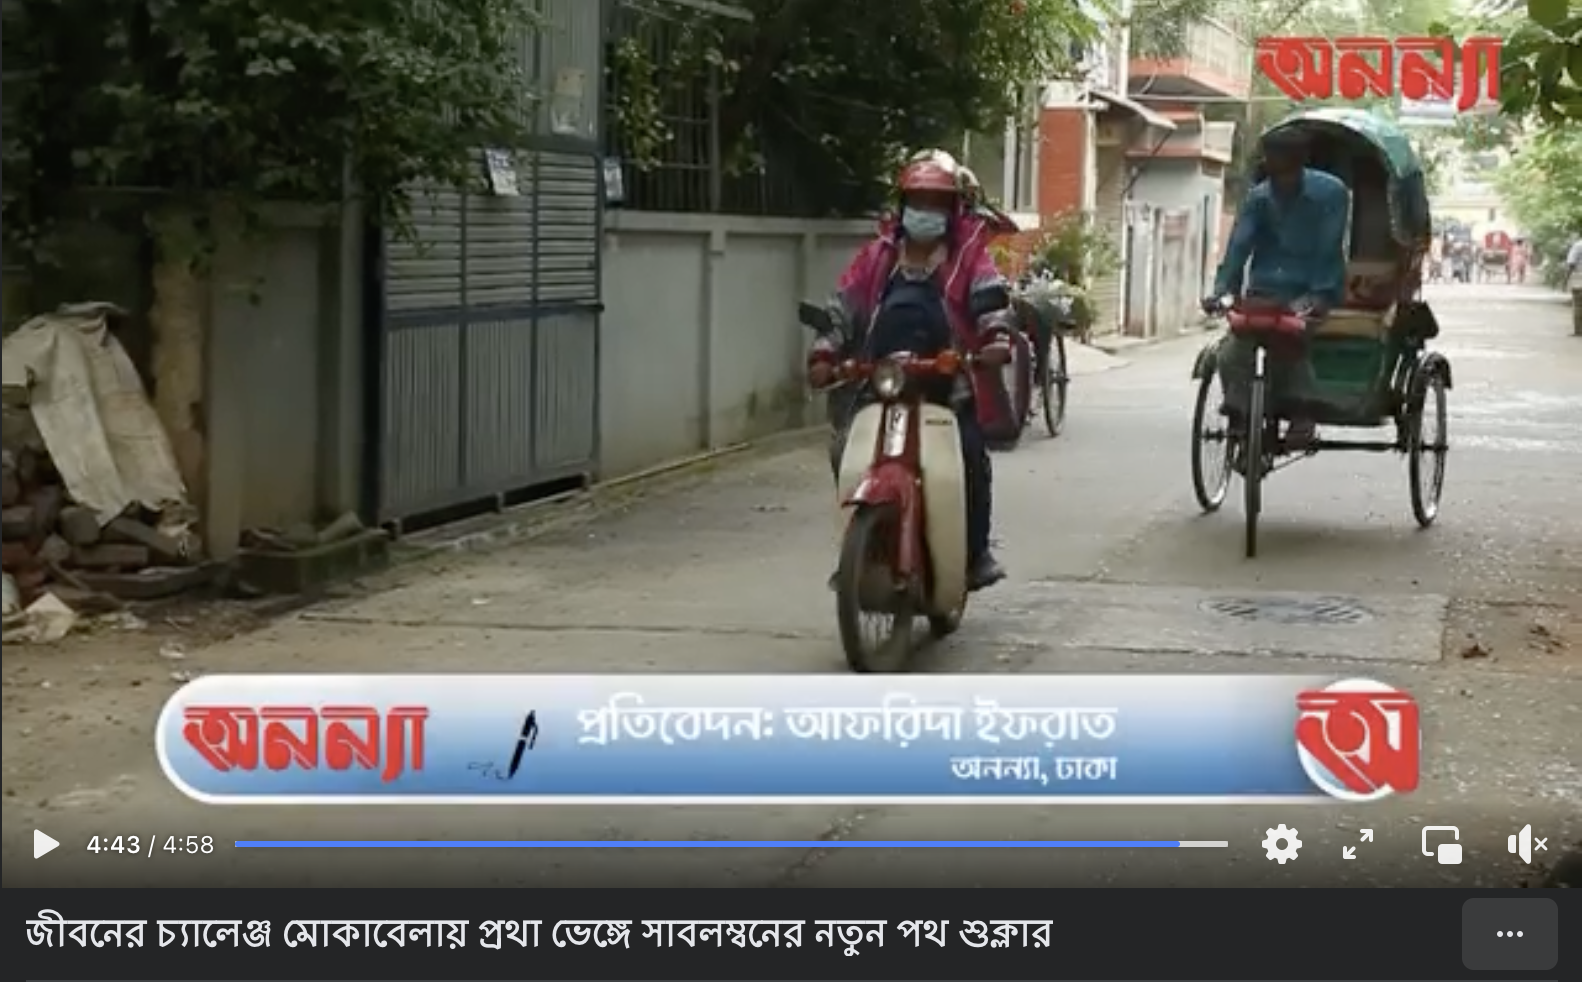 অনন্যা
অনন্যা
প্রতিবেদন: আফরিদা ইফরাত
অনন্যা, ঢাকা
অ
4:43 / 4:58
জীবনের চ্যালেঞ্জ মোকাবেলায় প্রথা ভেঙ্গে সাবলম্বনের নতুন পথ শুক্লার